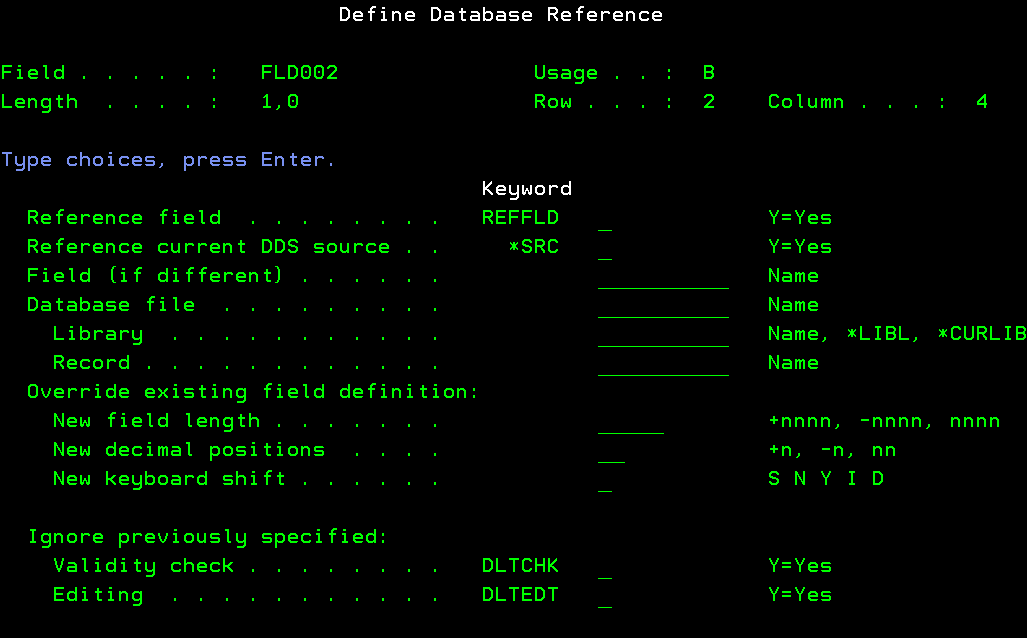 Define Database Reference
Field . . . . . :   FLD002               Usage . . :  B
Length  . . . . :   1,0                  Row . . . :  2    Column . . . :  4
Type choices, press Enter.
Keyword
Reference field  . . . . . . . .   REFFLD   _            Y=Yes
Reference current DDS source . .     *SRC   _            Y=Yes
Field (if different) . . . . . .            __________   Name
Database file  . . . . . . . . .            __________   Name
Library  . . . . . . . . . . .            __________   Name, *LIBL, *CURLIB
Record . . . . . . . . . . . .            __________   Name
Override existing field definition:
New field length . . . . . . .            _____        +nnnn, -nnnn, nnnn
New decimal positions  . . . .            __           +n, -n, nn
New keyboard shift . . . . . .            _            S N Y I D
Ignore previously specified:
Validity check . . . . . . . .   DLTCHK   _            Y=Yes
Editing  . . . . . . . . . . .   DLTEDT   _            Y=Yes